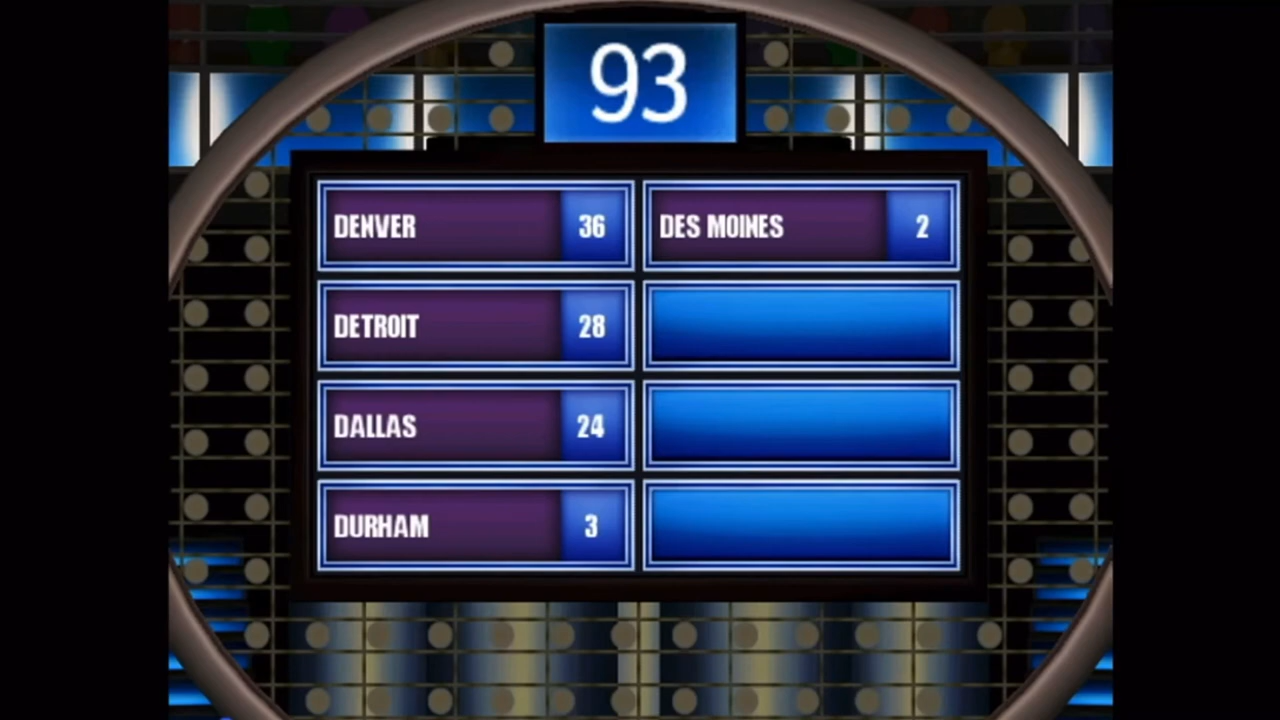 93
DENVER 36
DETROIT 28
DALLAS 24
DURHAM 3
DES MOINES 2